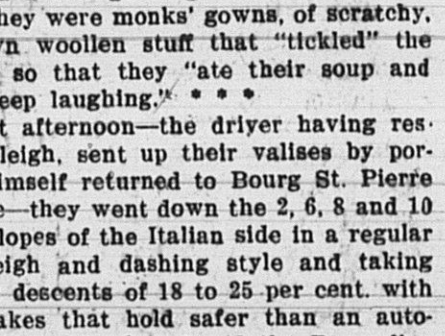 hey were monks' gowns, of scratchy,
n woollen stuff that "tickled" the
so that they "ate their soup and
eep laughing." * * *
t afternoon—the driyer having res-
leigh, sent up their valises by por-
imself returned to Bourg St. Pierre
e—they went down the 2, 6, 8 and 10
lopes of the Italian side in a regular
eigh and dashing style and taking
descents of 18 to 25 per cent. with
akes that hold safer than an auto-